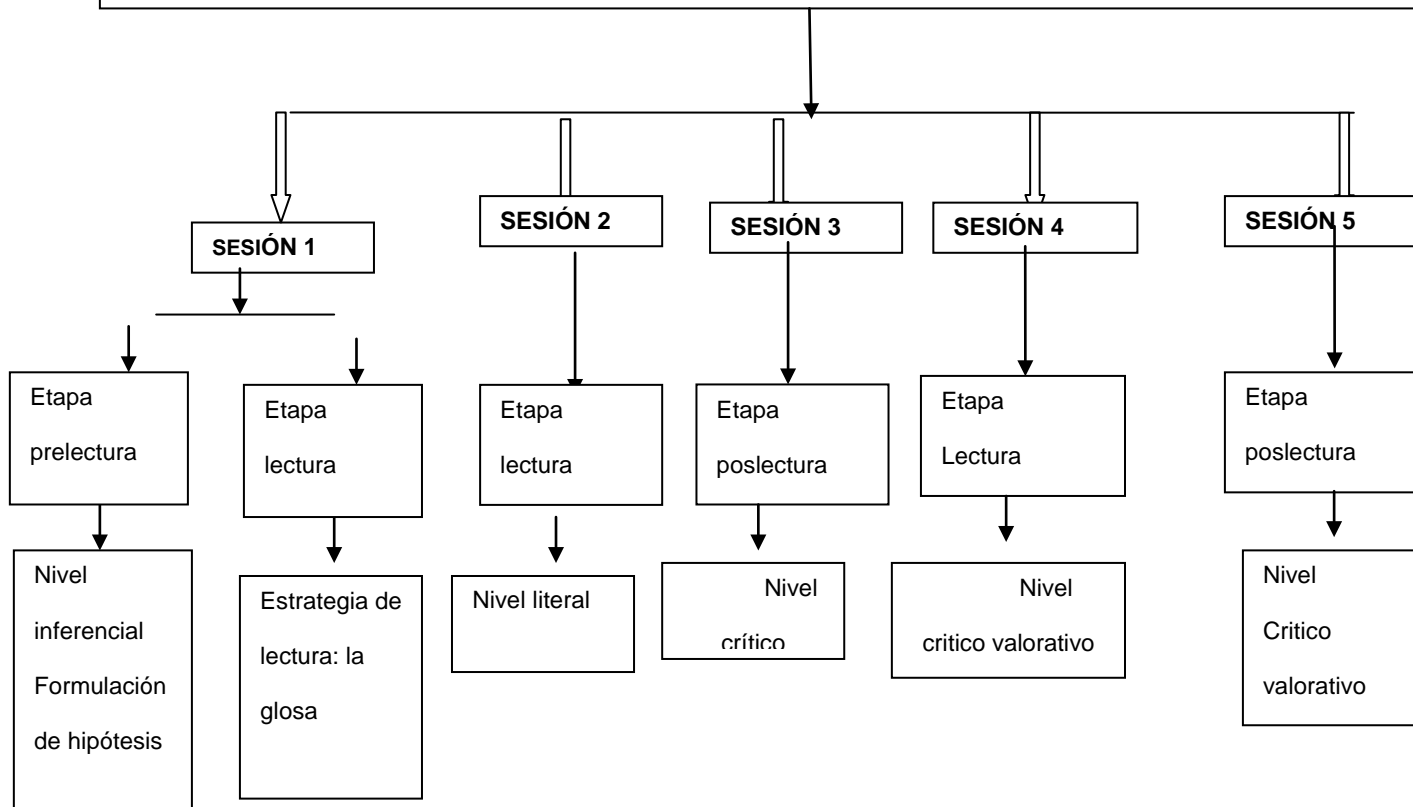 SESIÓN 1
SESIÓN 2
SESIÓN 3
SESIÓN 4
SESIÓN 5
Etapa
prelectura
Etapa
lectura
Etapa
lectura
Etapa
poslectura
Etapa
Lectura
Etapa
poslectura
Nivel
inferencial
Formulación
de hipótesis
Estrategia de
lectura: la
glosa
Nivel literal
Nivel
crítico
Nivel
critico valorativo
Nivel
Critico
valorativo